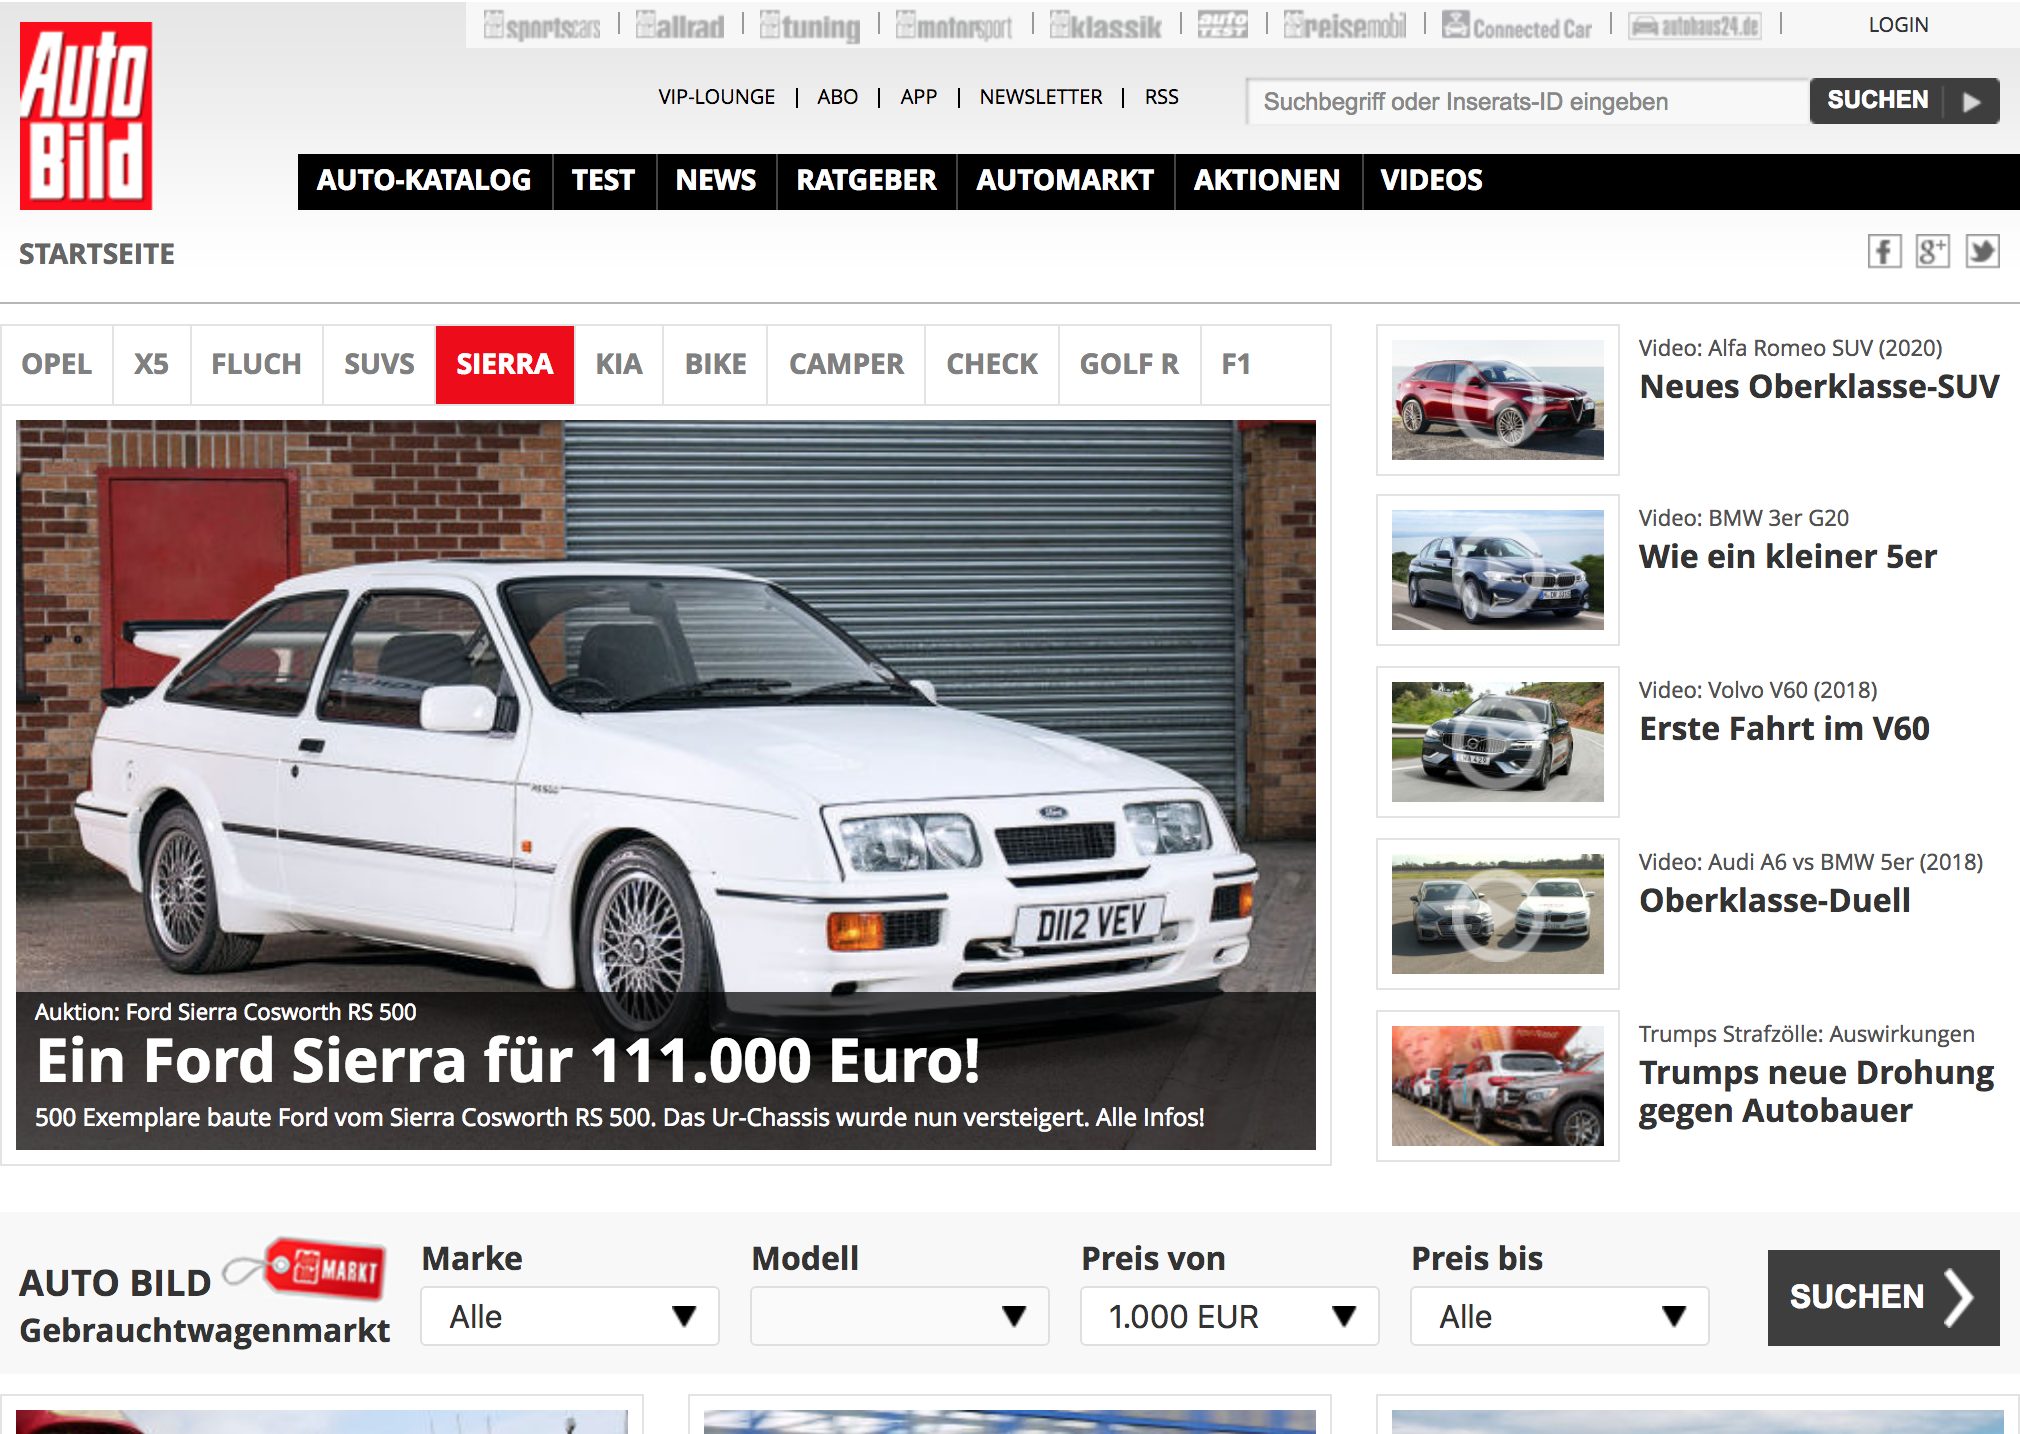 sportscars
allrad
tuning
motorsport
klassik
auto TEST
reisemobil
Connected Car
autohaus24.de
LOGIN
Auto
Bild
VIP-LOUNGE | ABO | APP | NEWSLETTER | RSS
Suchbegriff oder Inserats-ID eingeben
SUCHEN
AUTO-KATALOG TEST NEWS RATGEBER AUTOMARKT AKTIONEN VIDEOS
STARTSEITE
OPEL X5 FLUCH SUVS SIERRA KIA BIKE CAMPER CHECK GOLF R F1
D112 VEV
Auktion: Ford Sierra Cosworth RS 500
Ein Ford Sierra für 111.000 Euro!
500 Exemplare baute Ford vom Sierra Cosworth RS 500. Das Ur-Chassis wurde nun versteigert. Alle Infos!
Video: Alfa Romeo SUV (2020)
Neues Oberklasse-SUV
Video: BMW 3er G20
Wie ein kleiner 5er
Video: Volvo V60 (2018)
Erste Fahrt im V60
Video: Audi A6 vs BMW 5er (2018)
Oberklasse-Duell
Trumps Strafzölle: Auswirkungen
Trumps neue Drohung
gegen Autobauer
AUTO BILD
MARKT
Gebrauchtwagenmarkt
Marke
Alle
Modell
Preis von
1.000 EUR
Preis bis
Alle
SUCHEN